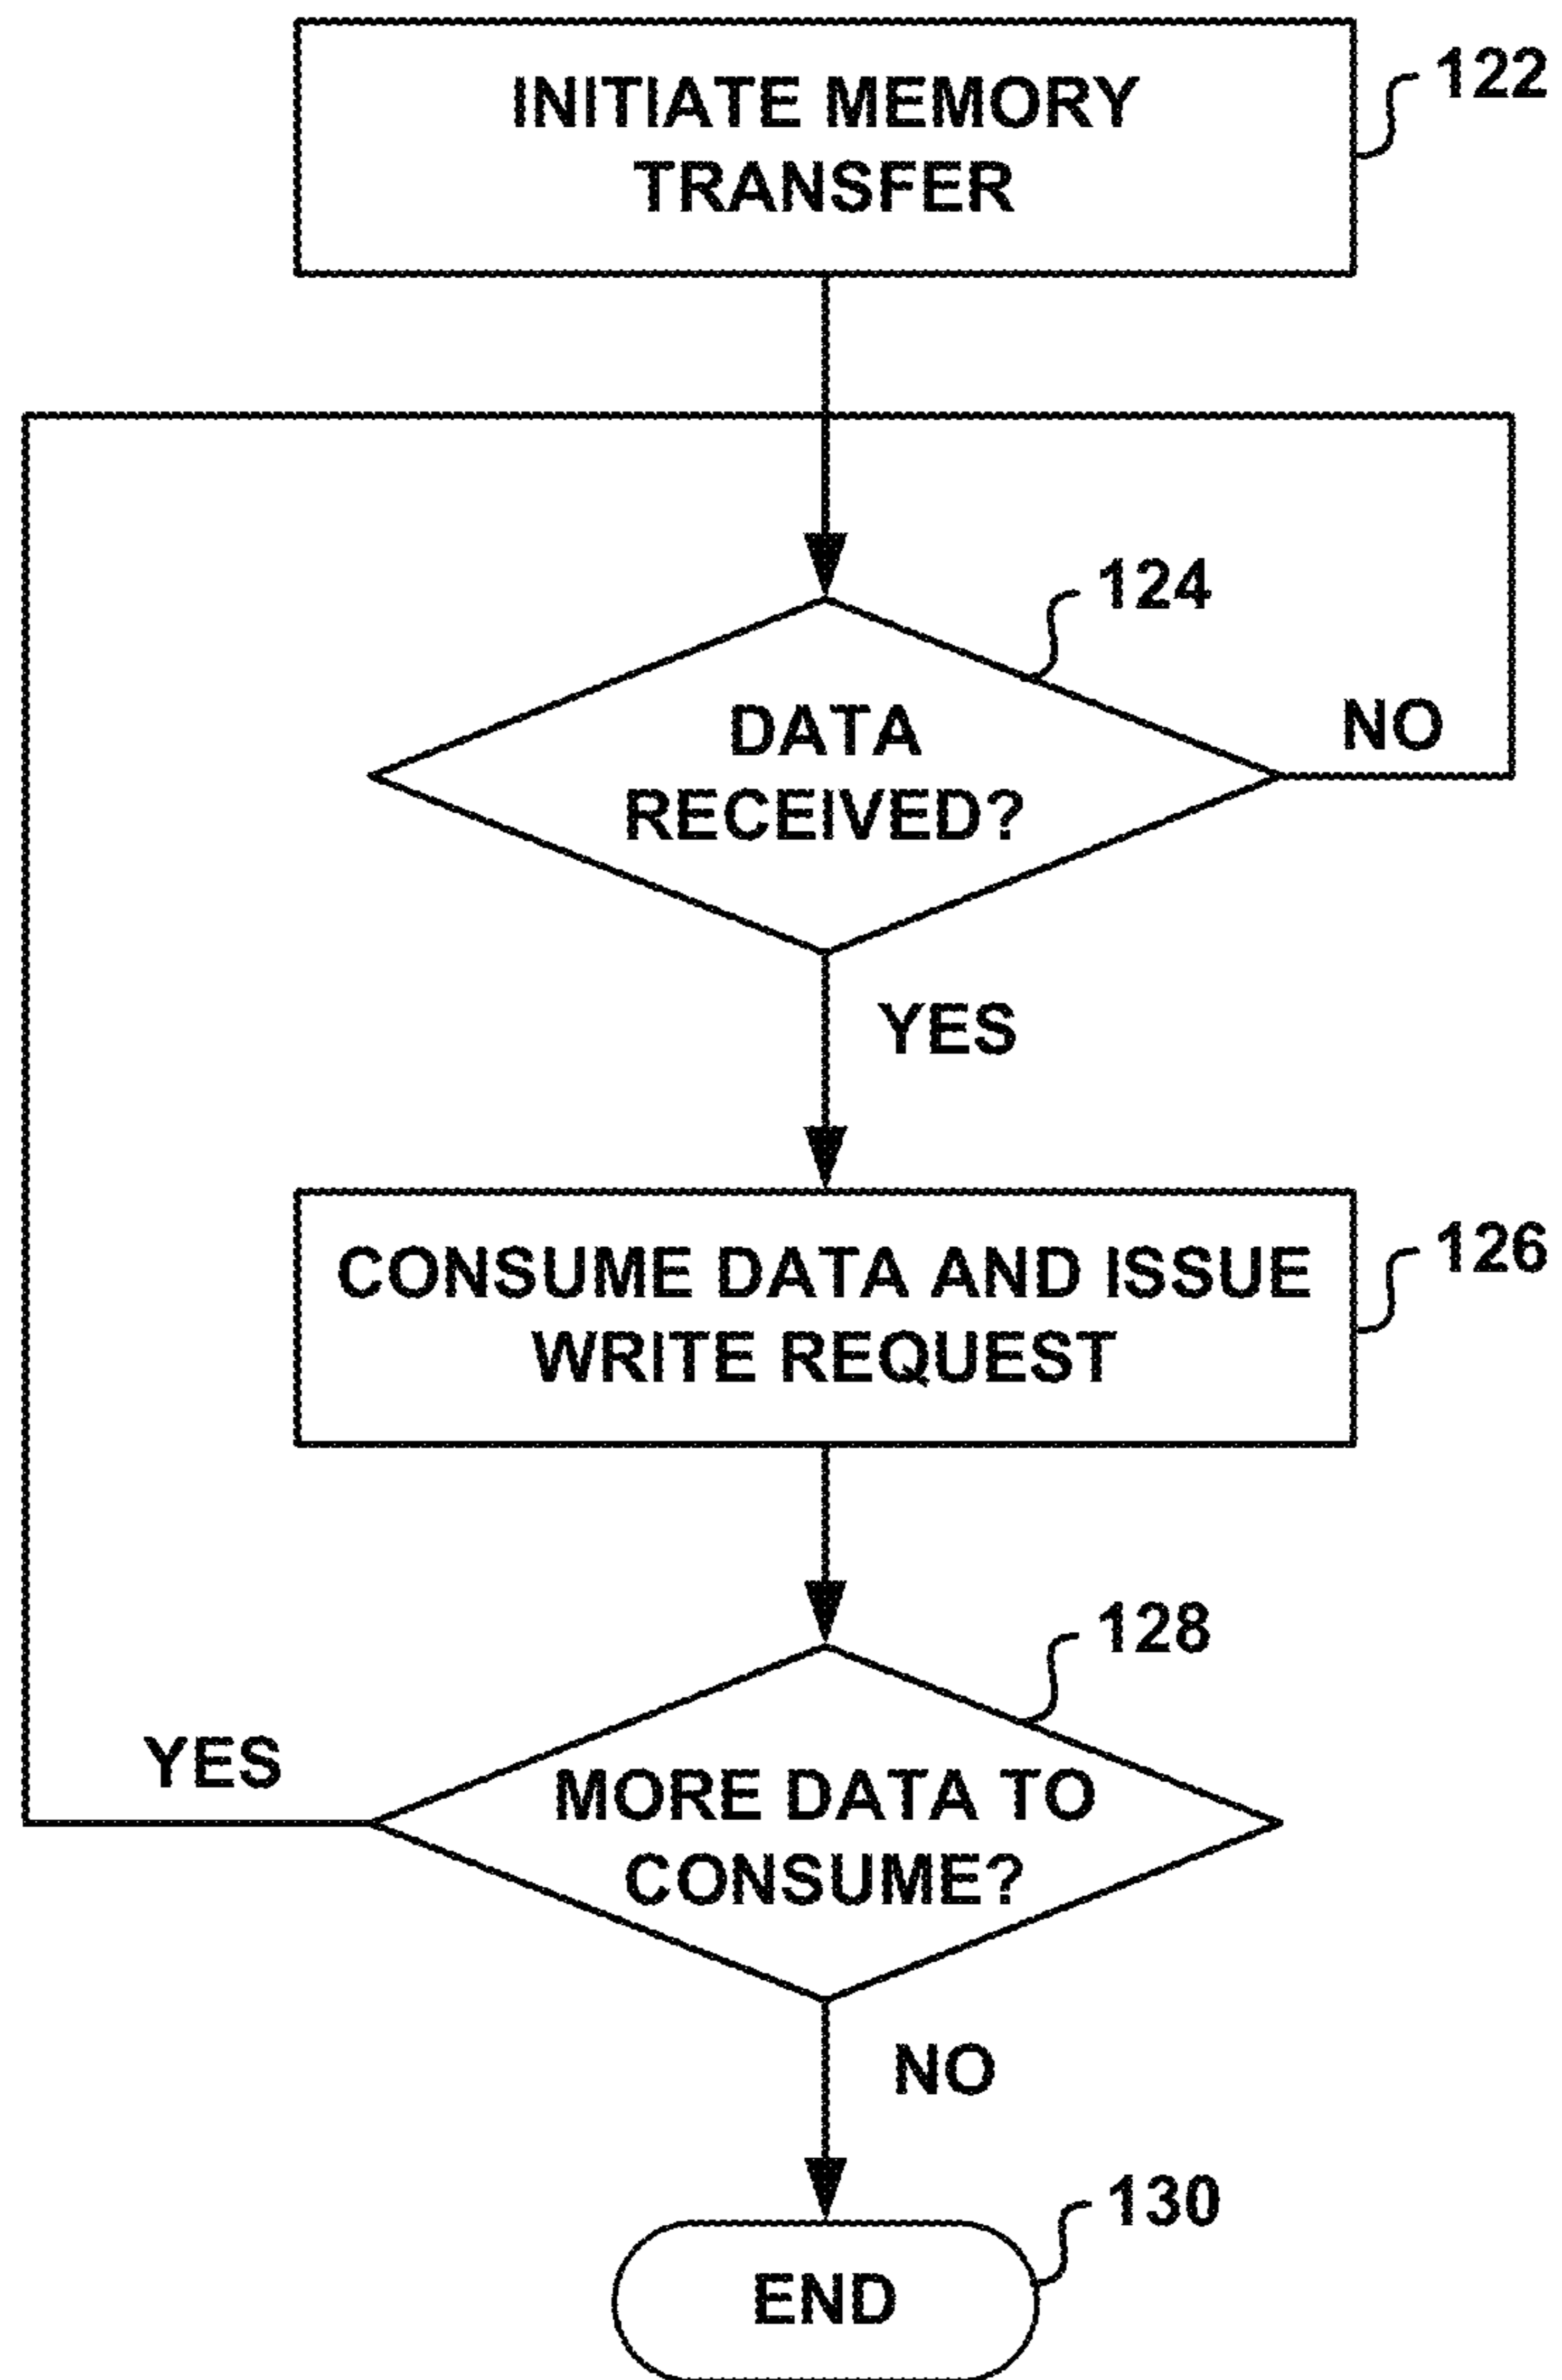 INITIATE MEMORY
TRANSFER
122
124
DATA
RECEIVED?
NO
YES
CONSUME DATA AND ISSUE
WRITE REQUEST
126
128
YES
MORE DATA TO
CONSUME?
NO
130
END